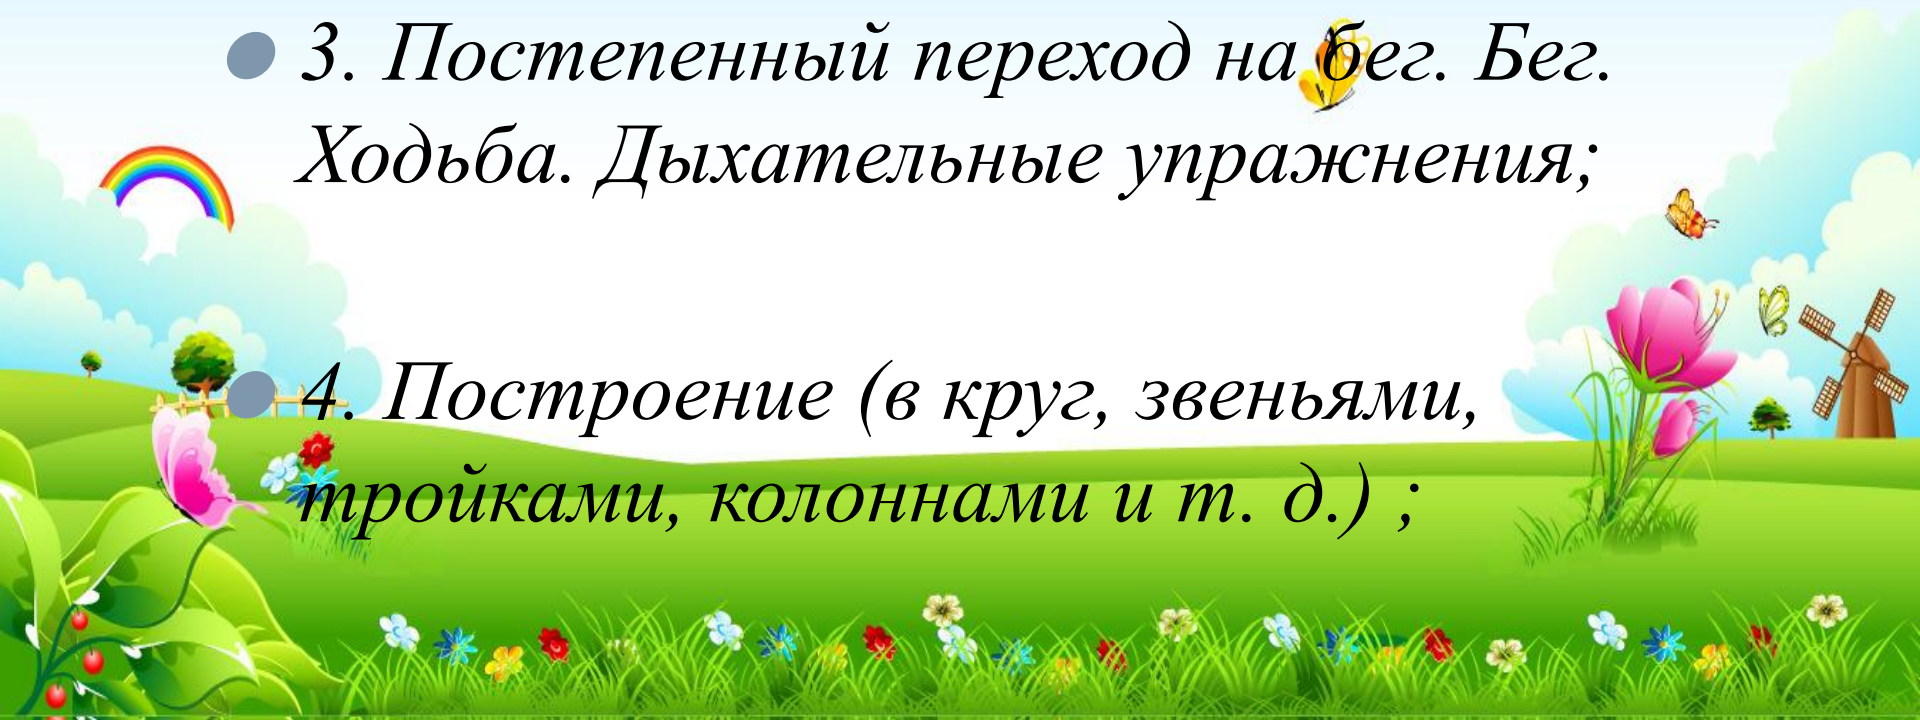 3. Постепенный переход на бег. Бег.
Ходьба. Дыхательные упражнения;
4. Построение (в круг, звеньями,
тройками, колоннами и т. д.) ;